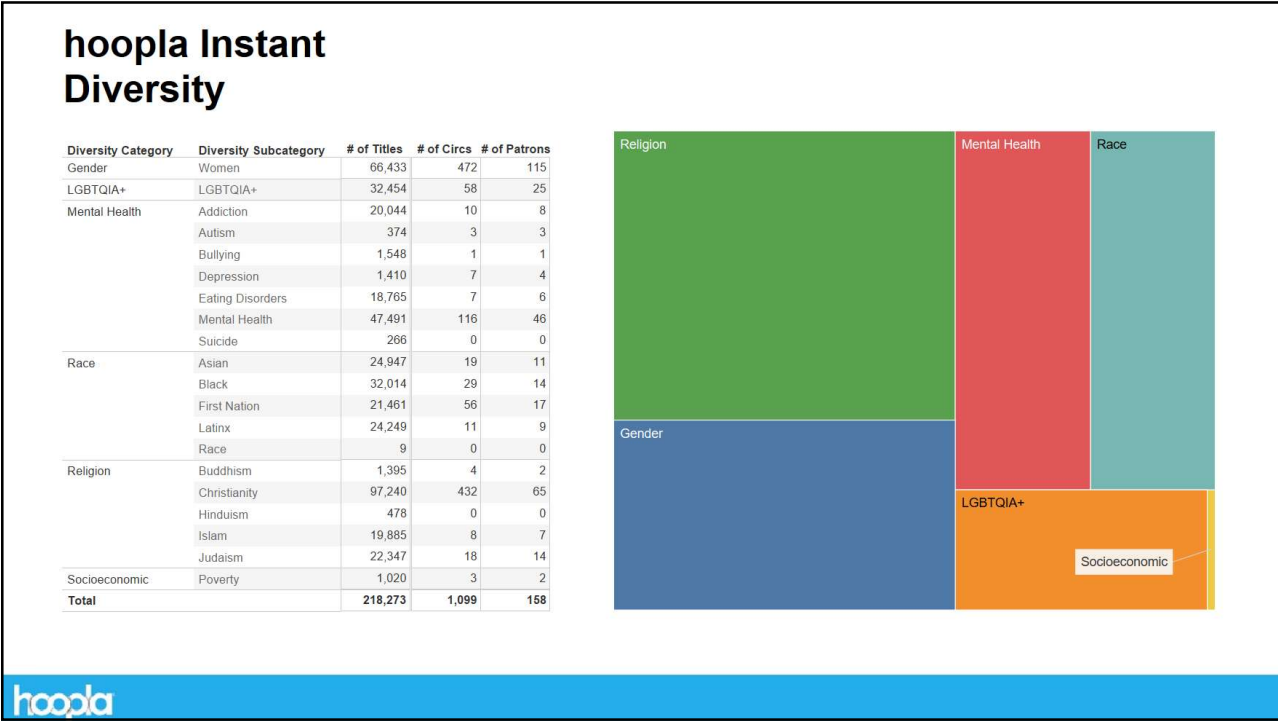 hoopla Instant
Diversity
Diversity Category Diversity Subcategory # of Titles # of Circs # of Patrons
Gender Women 66,433 472 115
LGBTQIA+ LGBTQIA+ 32,454 58 25
Mental Health Addiction 20,044 10 8
Autism 374 3 3
Bullying 1,548 1 1
Depression 1,410 7 4
Eating Disorders 18,765 7 6
Mental Health 47,491 116 46
Suicide 266 0 0
Race Asian 24,947 19 11
Black 32,014 29 14
First Nation 21,461 56 17
Latinx 24,249 11 9
Race 9 0 0
Religion Buddhism 1,395 4 2
Christianity 97,240 432 65
Hinduism 478 0 0
Islam 19,885 8 7
Judaism 22,347 18 14
Socioeconomic Poverty 1,020 3 2
Total 218,273 1,099 158
Religion
Mental Health
Race
Gender
LGBTQIA+
Socioeconomic
hoopla